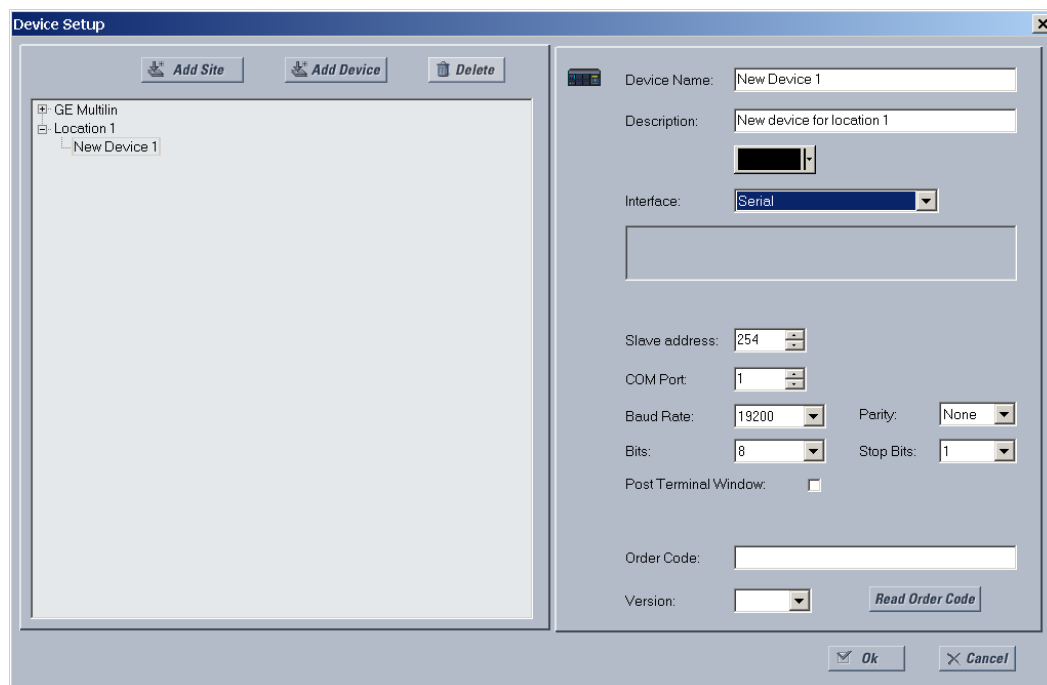 Device Setup
Add Site
Add Device
Delete
GE Multilin
Location 1
New Device 1
Device Name: New Device 1
Description: New device for location 1
Interface: Serial
Slave address: 254
COM Port: 1
Baud Rate: 19200 Parity: None
Bits: 8 Stop Bits: 1
Post Terminal Window:
Order Code:
Version: Read Order Code
Ok Cancel